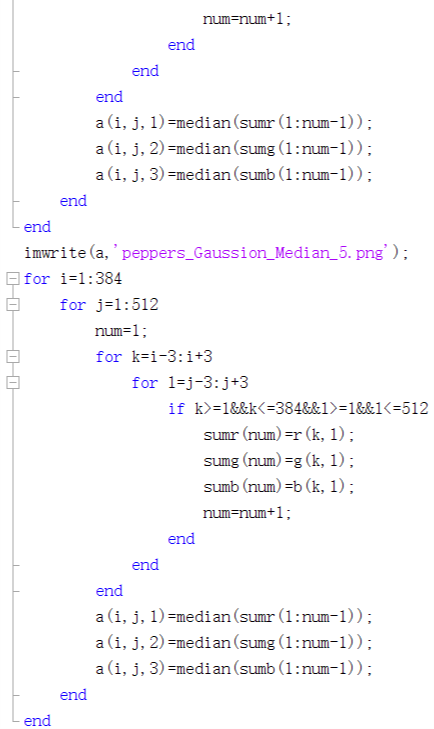 num=num+1;
end
end
end
a(i,j,1)=median(sumr(1:num-1));
a(i,j,2)=median(sumg(1:num-1));
a(i,j,3)=median(sumb(1:num-1));
end
end
imwrite(a,'peppers_Gaussion_Median_5.png');
for i=1:384
for j=1:512
num=1;
for k=i-3:i+3
for l=j-3:j+3
if k>=1&&k<=384&&l>=1&&l<=512
sumr(num)=r(k,l);
sumg(num)=g(k,l);
sumb(num)=b(k,l);
num=num+1;
end
end
end
a(i,j,1)=median(sumr(1:num-1));
a(i,j,2)=median(sumg(1:num-1));
a(i,j,3)=median(sumb(1:num-1));
end
end